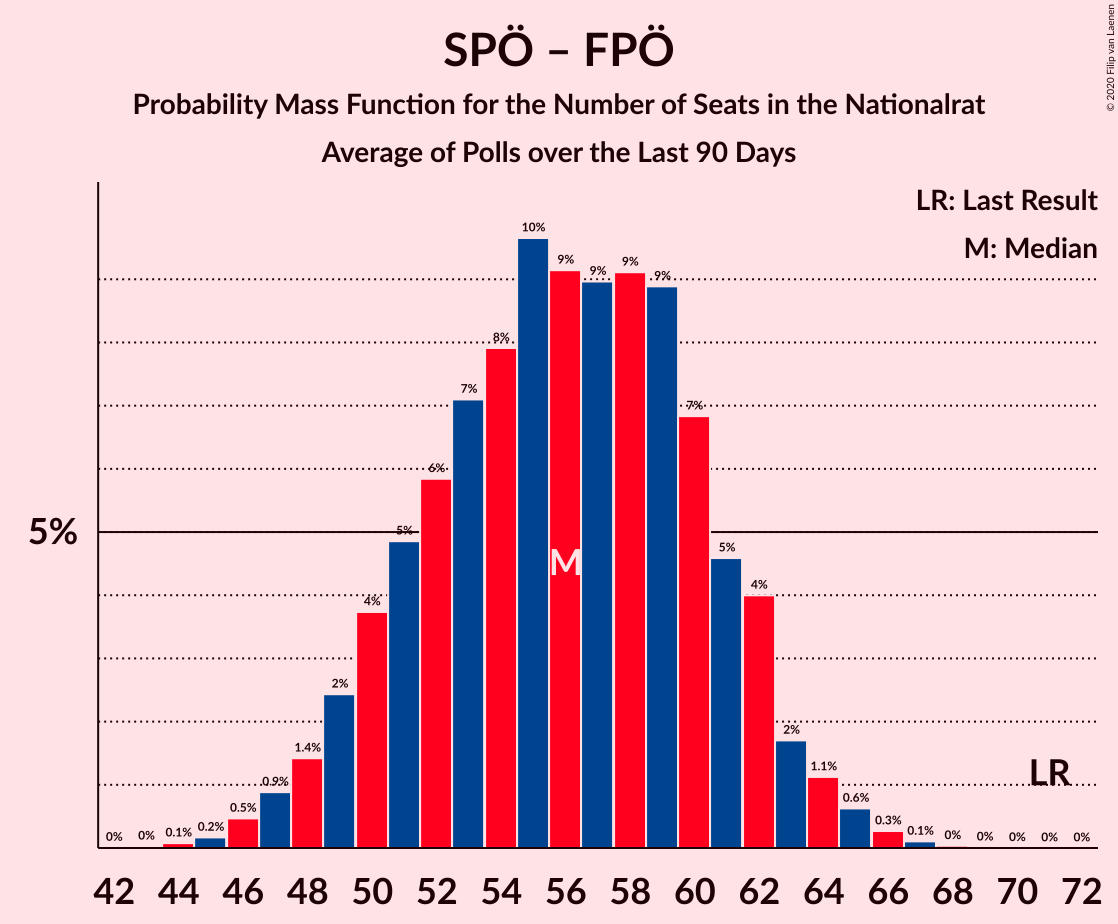 SPÖ – FPÖ
Probability Mass Function for the Number of Seats in the Nationalrat
Average of Polls over the Last 90 Days
© 2020 Filip van Laenen
LR: Last Result
M: Median
5%
0% 0% 0.1% 0.2% 0.5% 0.9% 1.4% 2% 4% 5% 6% 7% 8% 10% 9% 9% 9% 9% 7% 5% 4% 2% 1.1% 0.6% 0.3% 0.1% 0% 0% 0% 0% 0%
M
LR
42 44 46 48 50 52 54 56 58 60 62 64 66 68 70 72